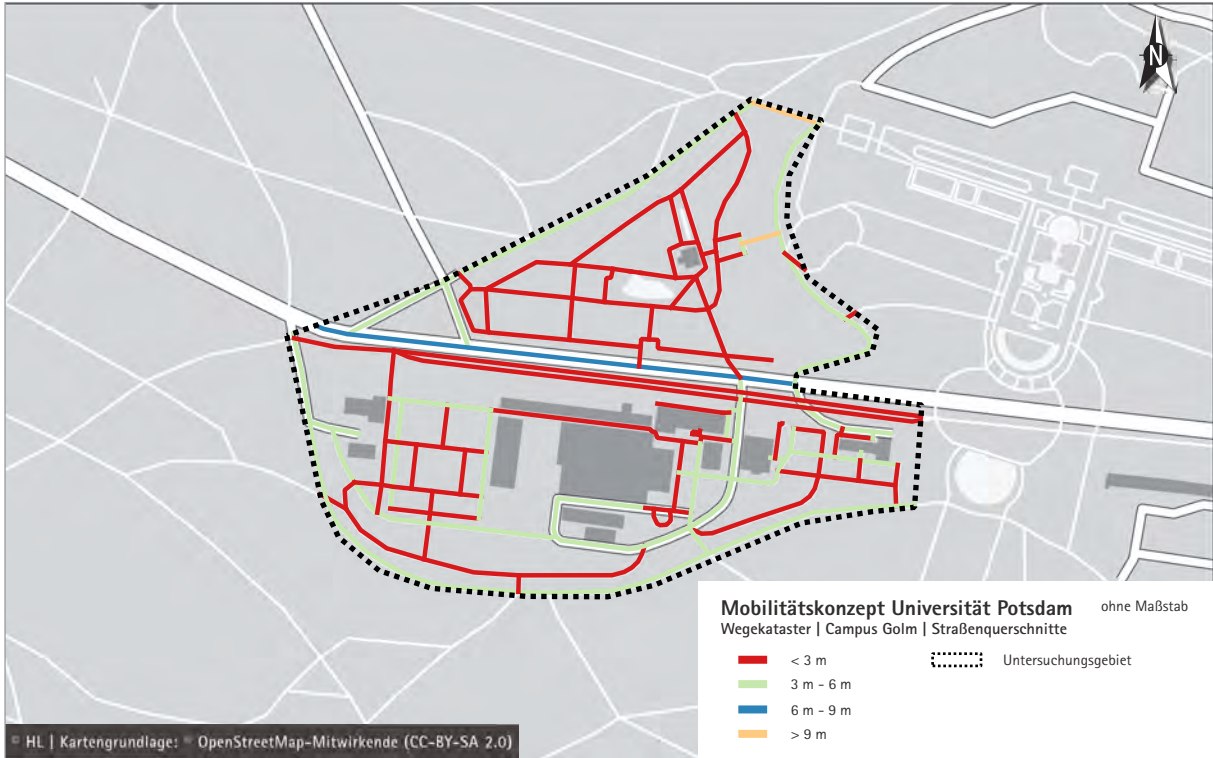 N
Mobilitätskonzept Universität Potsdam ohne Maßstab
Wegekataster | Campus Golm | Straßenquerschnitte
< 3 m
Untersuchungsgebiet
3 m - 6 m
6 m - 9 m
> 9 m
© HL | Kartengrundlage: © OpenStreetMap-Mitwirkende (CC-BY-SA 2.0)